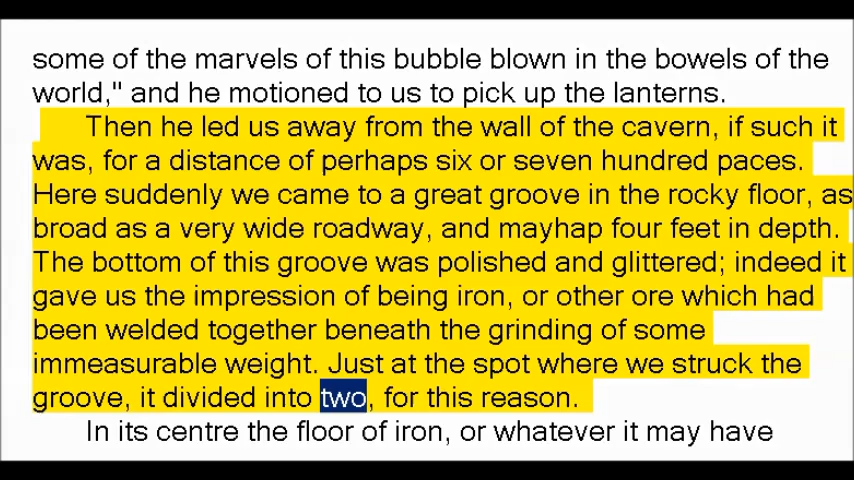 some of the marvels of this bubble blown in the bowels of the
world," and he motioned to us to pick up the lanterns.
Then he led us away from the wall of the cavern, if such it
was, for a distance of perhaps six or seven hundred paces.
Here suddenly we came to a great groove in the rocky floor, as
broad as a very wide roadway, and mayhap four feet in depth.
The bottom of this groove was polished and glittered; indeed it
gave us the impression of being iron, or other ore which had
been welded together beneath the grinding of some
immeasurable weight. Just at the spot where we struck the
groove, it divided into two, for this reason.
In its centre the floor of iron, or whatever it may have